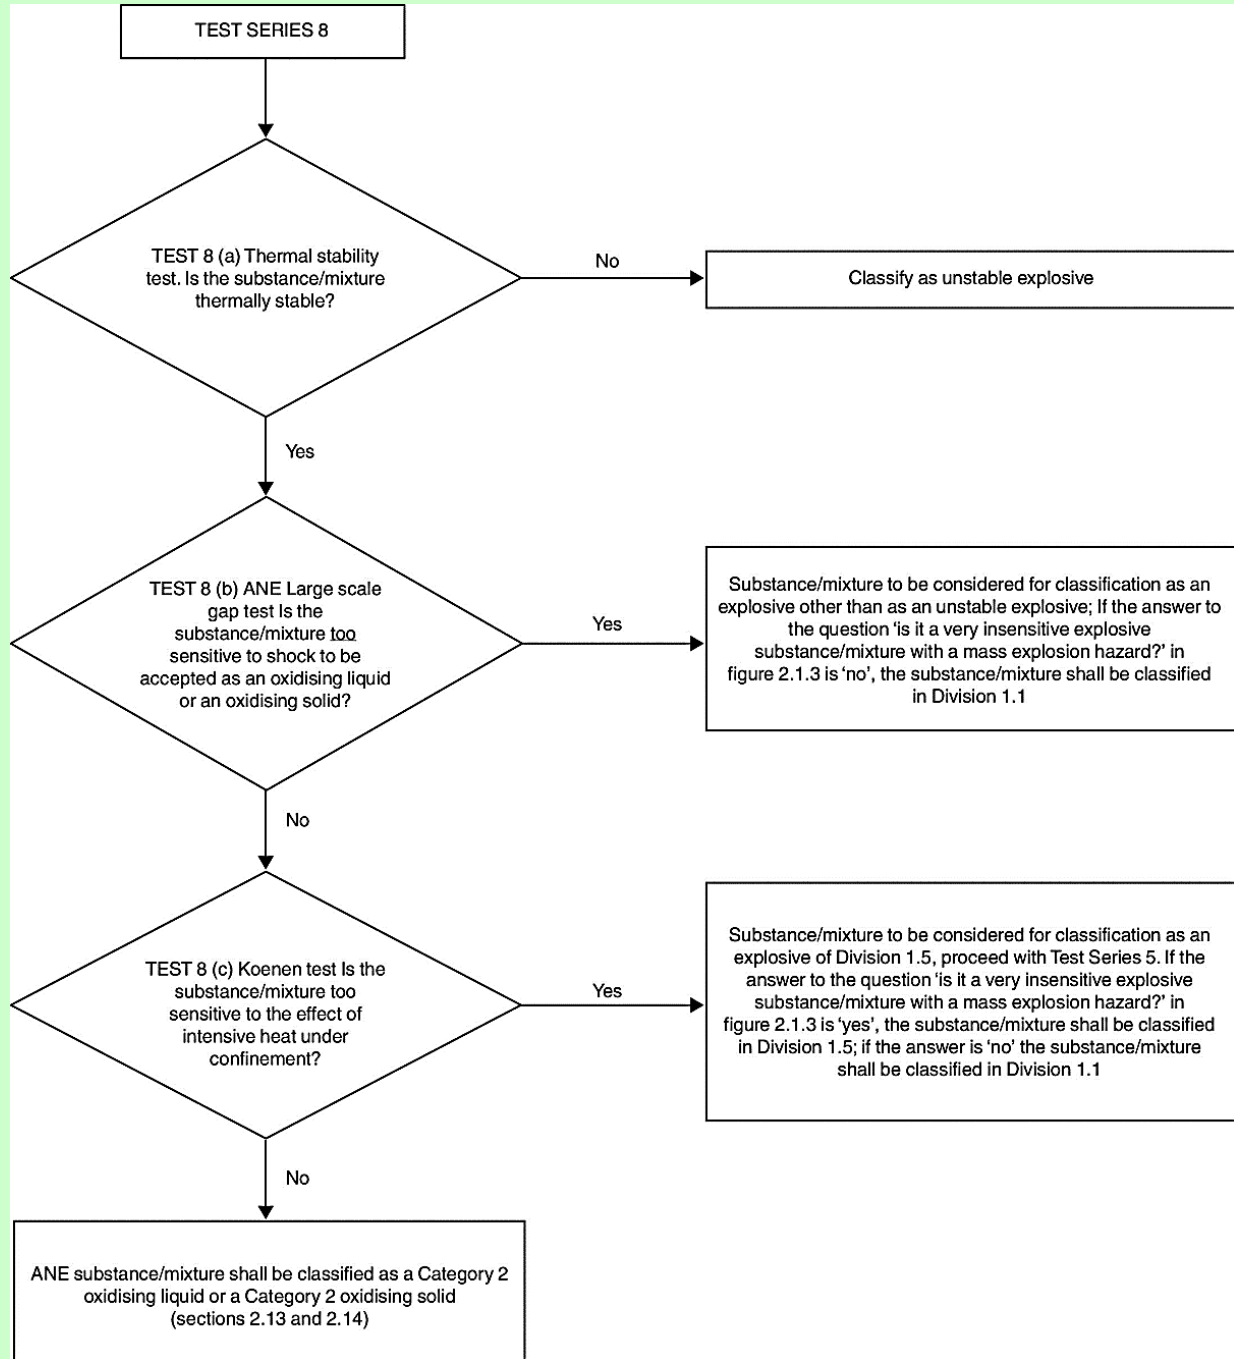 TEST SERIES 8
TEST 8 (a) Thermal stability
test. Is the substance/mixture
thermally stable?
No
Classify as unstable explosive
Yes
TEST 8 (b) ANE Large scale
gap test Is the
substance/mixture too
sensitive to shock to be
accepted as an oxidising liquid
or an oxidising solid?
Yes
Substance/mixture to be considered for classification as an
explosive other than as an unstable explosive; If the answer to
the question ‘is it a very insensitive explosive
substance/mixture with a mass explosion hazard?’ in
figure 2.1.3 is ‘no’, the substance/mixture shall be classified
in Division 1.1
No
TEST 8 (c) Koenen test Is the
substance/mixture too
sensitive to the effect of
intensive heat under
confinement?
Yes
Substance/mixture to be considered for classification as an
explosive of Division 1.5, proceed with Test Series 5. If the
answer to the question ‘is it a very insensitive explosive
substance/mixture with a mass explosion hazard?’ in
figure 2.1.3 is ‘yes’, the substance/mixture shall be classified
in Division 1.5; if the answer is ‘no’ the substance/mixture
shall be classified in Division 1.1
No
ANE substance/mixture shall be classified as a Category 2
oxidising liquid or a Category 2 oxidising solid
(sections 2.13 and 2.14)